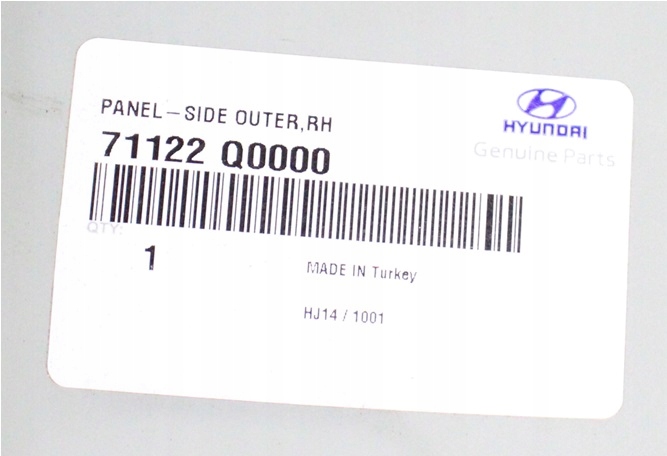 HYUNDAI
Genuine Parts
PANEL-SIDE OUTER,RH
71122 Q0000
QTY:
1
MADE IN Turkey
HJ14 / 1001